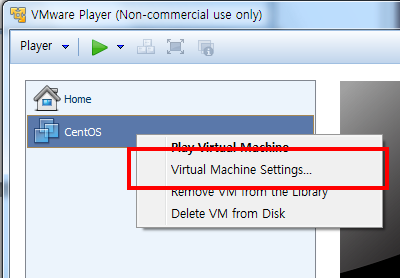 VMware Player (Non-commercial use only)
Player
Home
CentOS
Play Virtual Machine
Virtual Machine Settings...
Remove VM from the Library
Delete VM from Disk